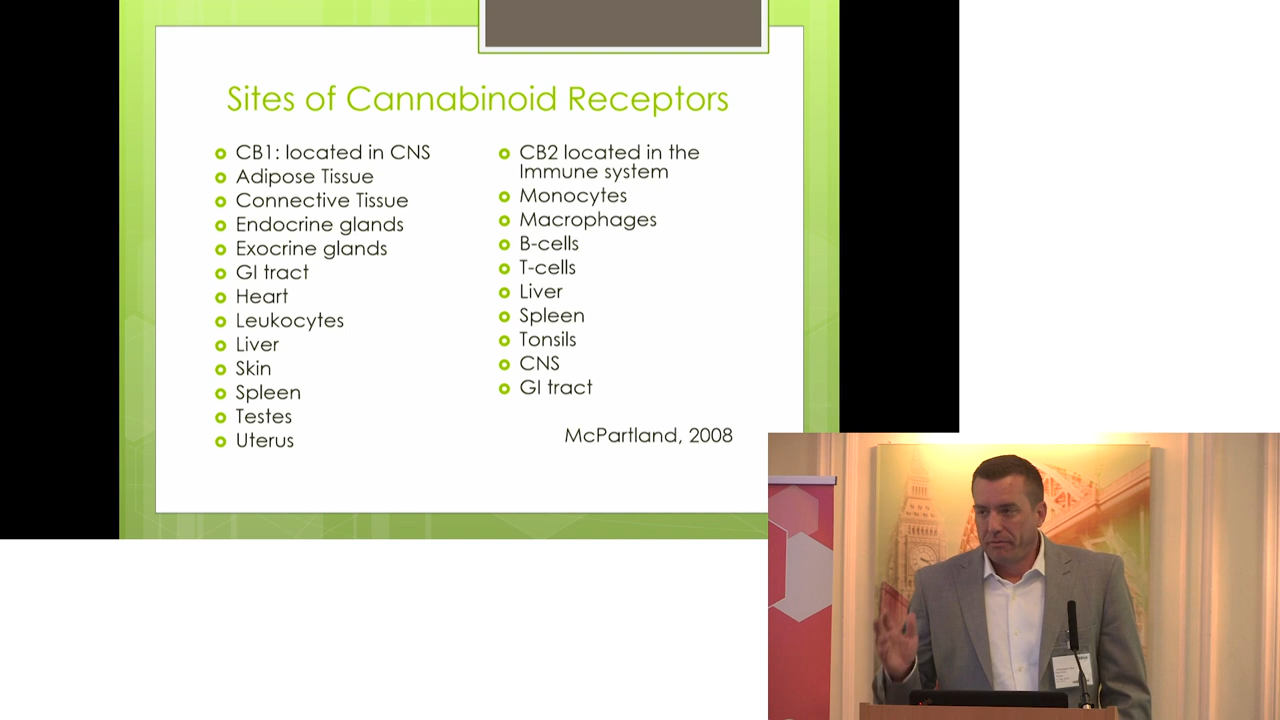 Sites of Cannabinoid Receptors
CB1: located in CNS
Adipose Tissue
Connective Tissue
Endocrine glands
Exocrine glands
GI tract
Heart
Leukocytes
Liver
Skin
Spleen
Testes
Uterus
CB2 located in the
Immune system
Monocytes
Macrophages
B-cells
T-cells
Liver
Spleen
Tonsils
CNS
GI tract
McPartland, 2008